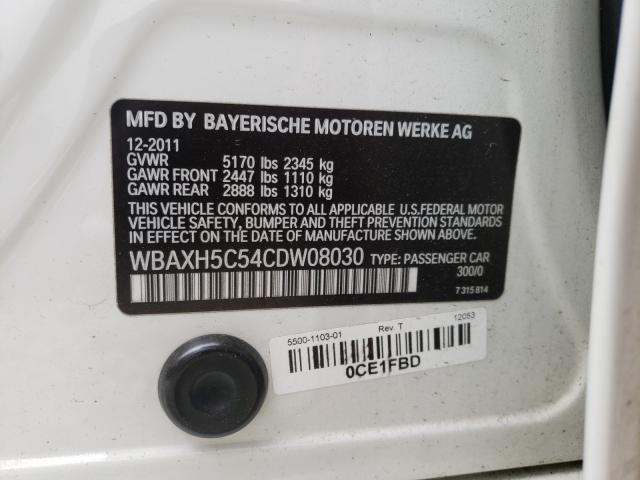 MFD BY BAYERISCHE MOTOREN WERKE AG
12-2011
GVWR 5170 lbs 2345 kg
GAWR FRONT 2447 lbs 1110 kg
GAWR REAR 2888 lbs 1310 kg
THIS VEHICLE CONFORMS TO ALL APPLICABLE U.S.FEDERAL MOTOR
VEHICLE SAFETY, BUMPER, AND THEFT PREVENTION STANDARDS
IN EFFECT ON THE DATE OF MANUFACTURE SHOWN ABOVE.
WBAXH5C54CDW08030 TYPE: PASSENGER CAR
300/0
7 315 814
5500-1103-01 Rev. T 12053
0CE1FBD